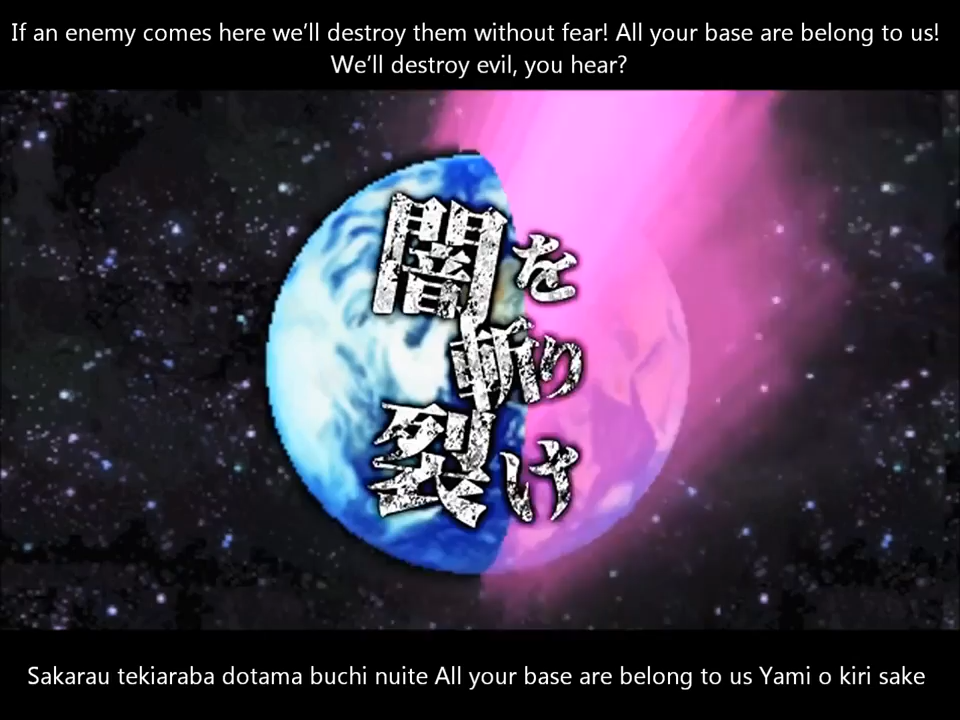 If an enemy comes here we’ll destroy them without fear! All your base are belong to us!
We’ll destroy evil, you hear?
闇を
斬り
裂け
Sakarau tekiaraba dotama buchi nuite All your base are belong to us Yami o kiri sake